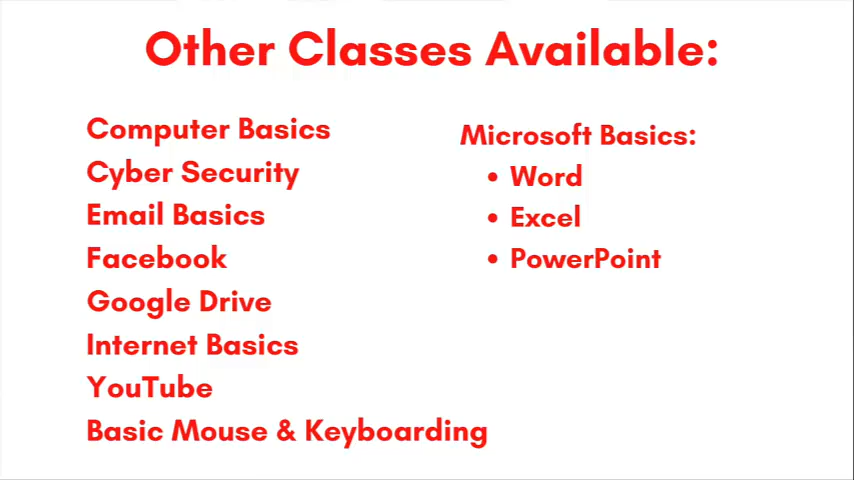 Other Classes Available:
Computer Basics
Cyber Security
Email Basics
Facebook
Google Drive
Internet Basics
YouTube
Basic Mouse & Keyboarding
Microsoft Basics:
• Word
• Excel
• PowerPoint